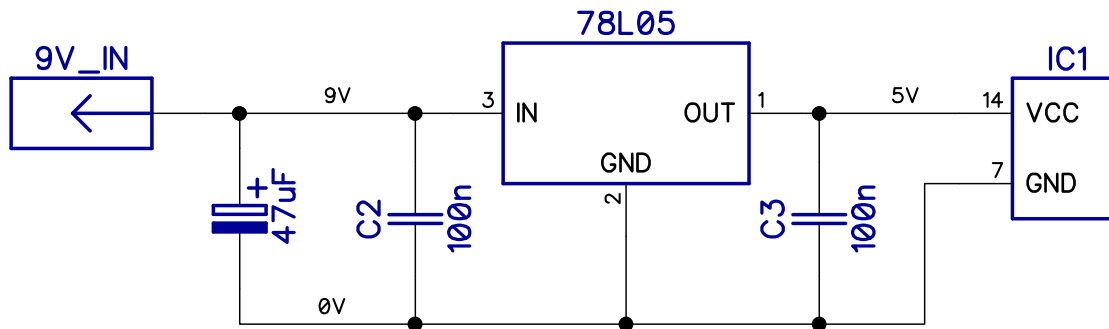 78L05
9V_IN
IC1
9V
3
IN
OUT
1
5V
14
VCC
GND
2
7
GND
+
47uF
C2
100n
C3
100n
0V